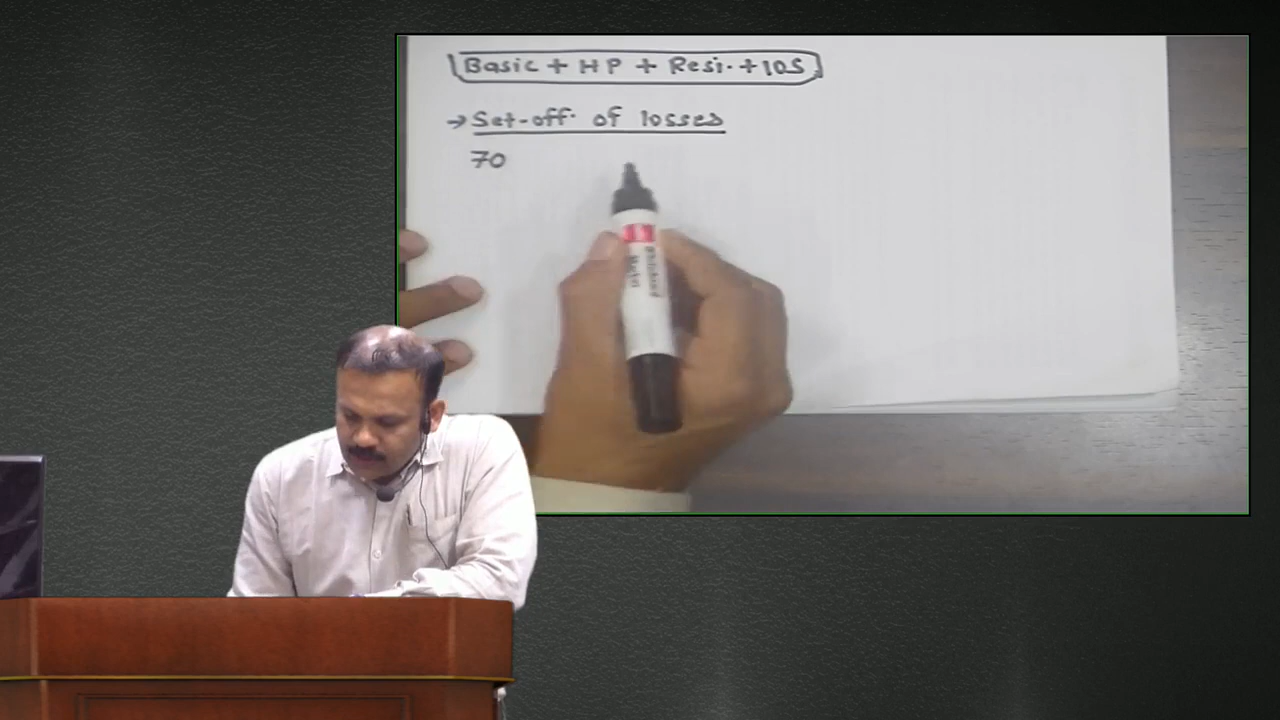 Basic + HP + Resi. + IOS
→ Set-off of losses
70